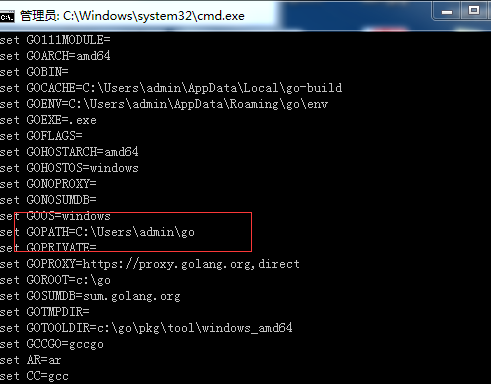 管理员: C:\Windows\system32\cmd.exe
set GO111MODULE=
set GOARCH=amd64
set GOBIN=
set GOCACHE=C:\Users\admin\AppData\Local\go-build
set GOENV=C:\Users\admin\AppData\Roaming\go\env
set GOEXE=.exe
set GOFLAGS=
set GOHOSTARCH=amd64
set GOHOSTOS=windows
set GONOPROXY=
set GONOSUMDB=
set GOOS=windows
set GOPATH=C:\Users\admin\go
set GOPRIVATE=
set GOPROXY=https://proxy.golang.org,direct
set GOROOT=c:\go
set GOSUMDB=sum.golang.org
set GOTMPDIR=
set GOTOOLDIR=c:\go\pkg\tool\windows_amd64
set GCCGO=gccgo
set AR=ar
set CC=gcc